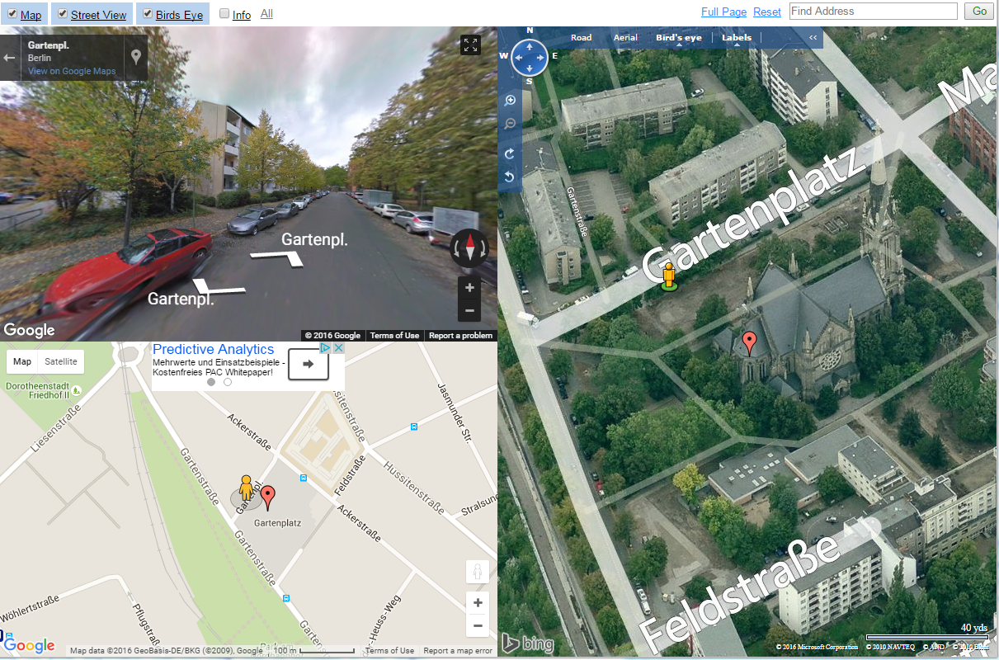 Map
Street View
Birds Eye
Info
All
Full Page
Reset
Find Address
Go
Gartenpl.
Berlin
View on Google Maps
Gartenpl.
Gartenpl.
Google
© 2016 Google
Terms of Use
Report a problem
N
W
E
S
Road
Aerial
Bird's eye
Labels
«
Ma
Gartenplatz
Gartenstraße
Feldstraße
40 yds
bing
© 2016 Microsoft Corporation
© 2010 NAVTEQ
© AND
Map
Satellite
Predictive Analytics
Mehrwerte und Einsatzbeispiele -
Kostenfreies PAC Whitepaper!
Dorotheenstadt
Friedhof II
Liesenstraße
Ackerstraße
ssitenstraße
Jasmunder Str.
Gartenstraße
Gartenpl.
Feldstraße
Hussitenstraße
Gartenplatz
Ackerstraße
Stralsund
Gartenstraße
Wöhlertstraße
Pflugstraße
-Heuss-Weg
Google
Map data ©2016 GeoBasis-DE/BKG (©2009), Google
100 m
Terms of Use
Report a map error